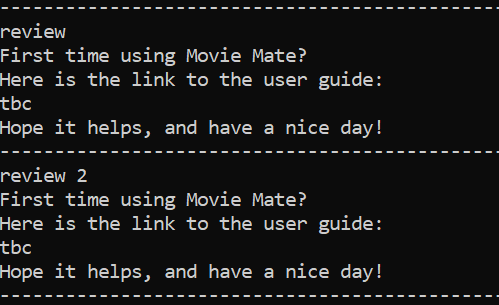 --------------------------------------------
review
First time using Movie Mate?
Here is the link to the user guide:
tbc
Hope it helps, and have a nice day!
--------------------------------------------
review 2
First time using Movie Mate?
Here is the link to the user guide:
tbc
Hope it helps, and have a nice day!
--------------------------------------------